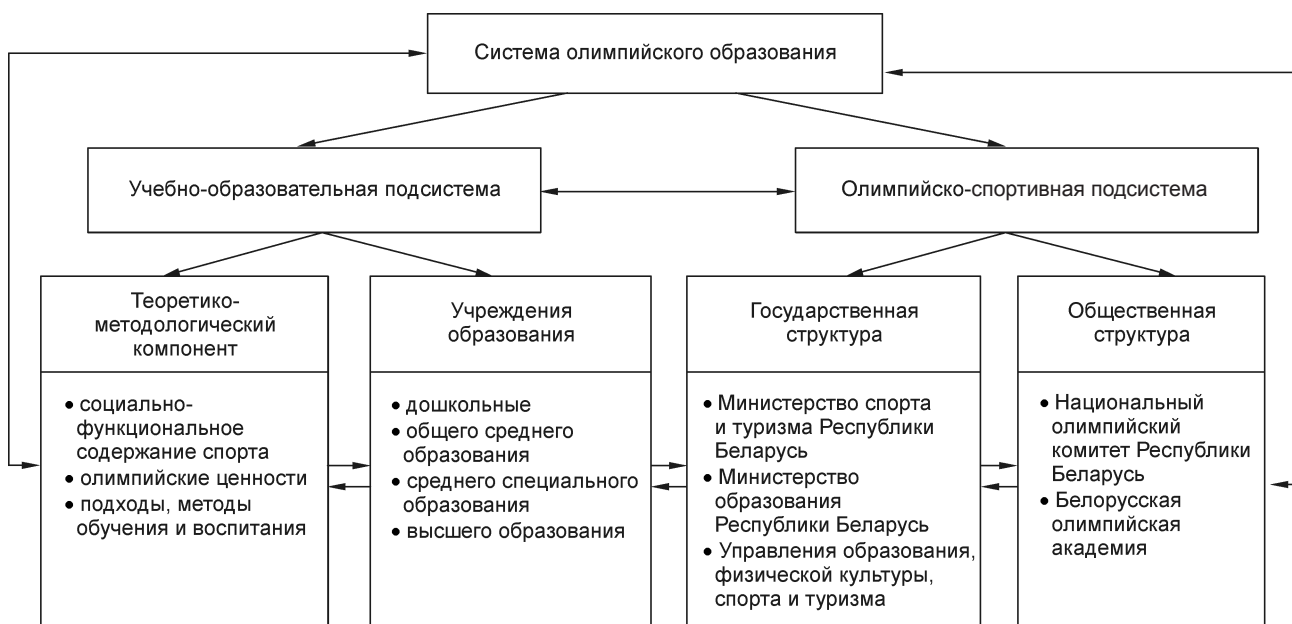 Система олимпийского образования
Учебно-образовательная подсистема
Олимпийско-спортивная подсистема
Теоретико-
методологический
компонент
• социально-
функциональное
содержание спорта
• олимпийские ценности
• подходы, методы
обучения и воспитания
Учреждения
образования
• дошкольные
• общего среднего
образования
• среднего специального
образования
• высшего образования
Государственная
структура
• Министерство спорта
и туризма Республики
Беларусь
• Министерство
образования
Республики Беларусь
• Управления образования,
физической культуры,
спорта и туризма
Общественная
структура
• Национальный
олимпийский
комитет Республики
Беларусь
• Белорусская
олимпийская
академия